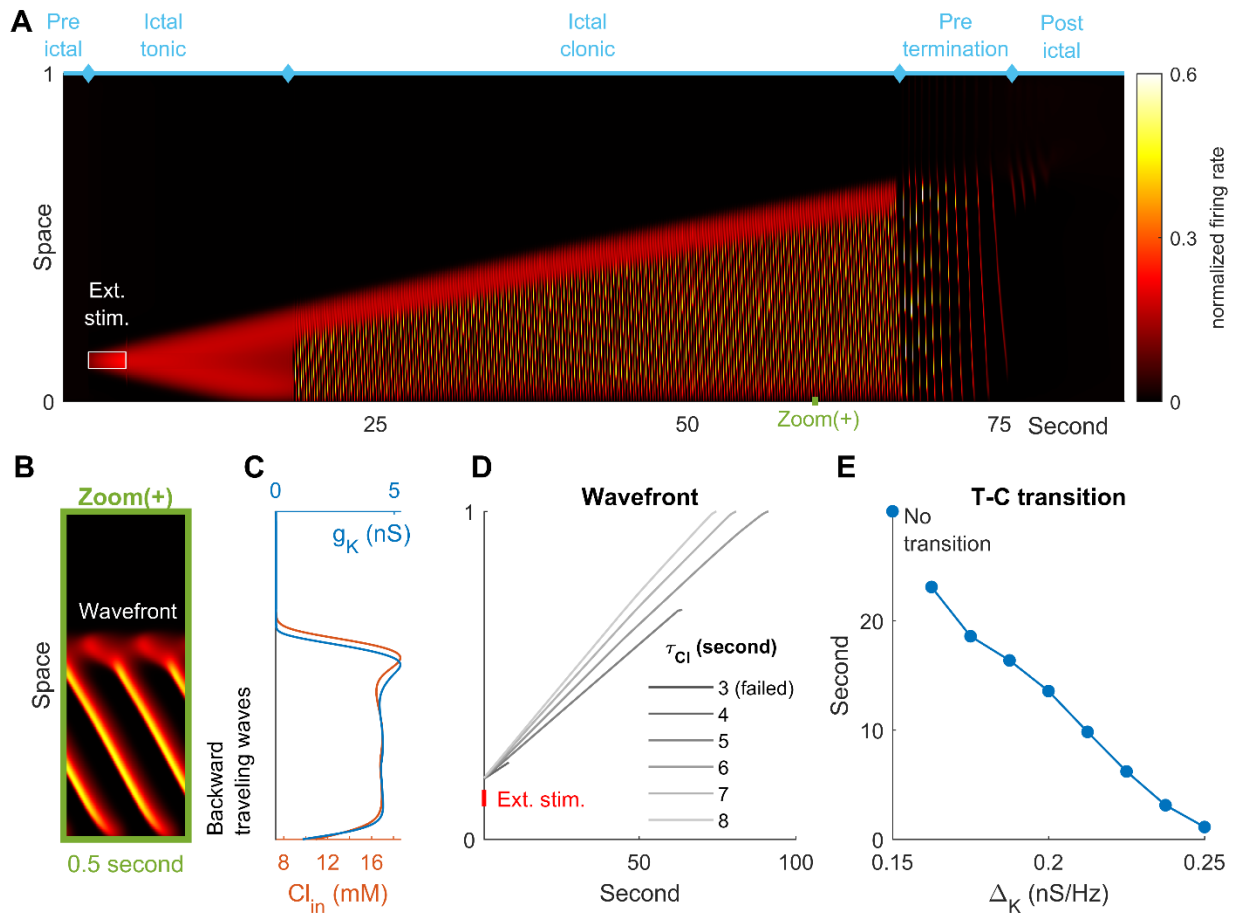 A
Pre
ictal
Ictal
tonic
Ictal
clonic
Pre
termination
Post
ictal
1
Space
0
Ext.
stim.
25
50
Zoom(+)
75
Second
0.6
0.3
0
normalized firing rate
B
Zoom(+)
Space
Wavefront
0.5 second
Backward
traveling waves
C
0
5
g_K (nS)
8
12
16
Cl_in (mM)
D
Wavefront
1
τ_Cl (second)
3 (failed)
4
5
6
7
8
Ext. stim.
1
50
100
Second
E
T-C transition
No
transition
20
10
0
Second
0.15
0.2
0.25
Δ_K (nS/Hz)